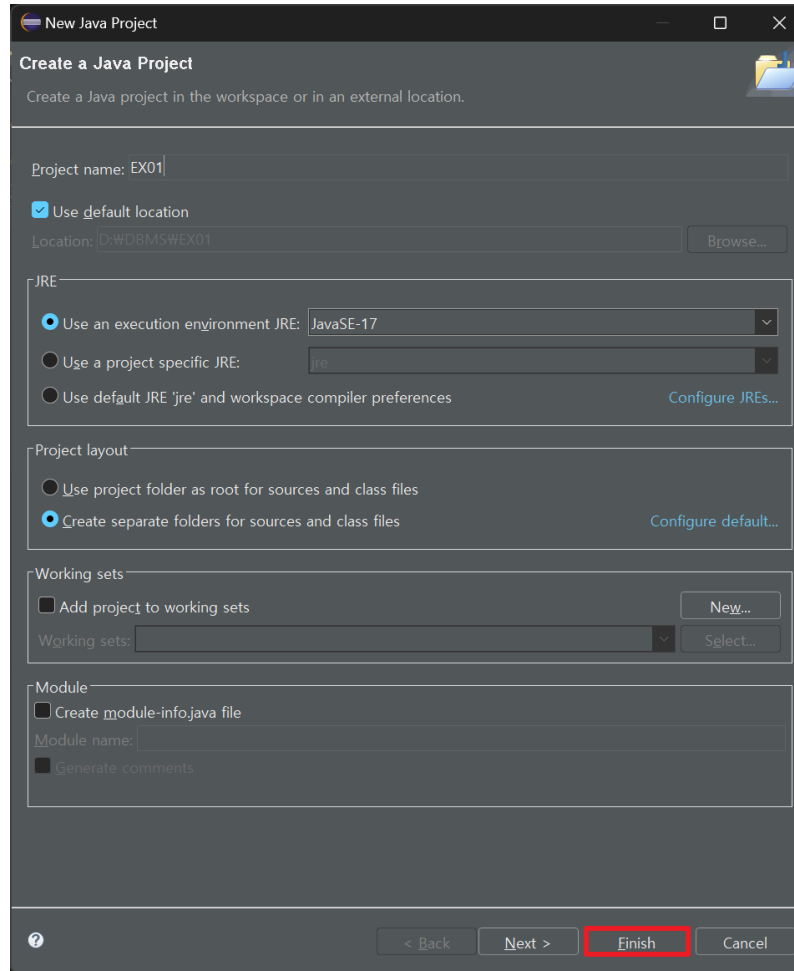 New Java Project
Create a Java Project
Create a Java project in the workspace or in an external location.
Project name: EX01
Use default location
Location: D:₩DBMS₩EX01 Browse...
JRE
Use an execution environment JRE: JavaSE-17
Use a project specific JRE: jre
Use default JRE 'jre' and workspace compiler preferences Configure JREs...
Project layout
Use project folder as root for sources and class files
Create separate folders for sources and class files Configure default...
Working sets
Add project to working sets New...
Working sets: Select...
Module
Create module-info.java file
Module name:
Generate comments
? < Back Next > Finish Cancel